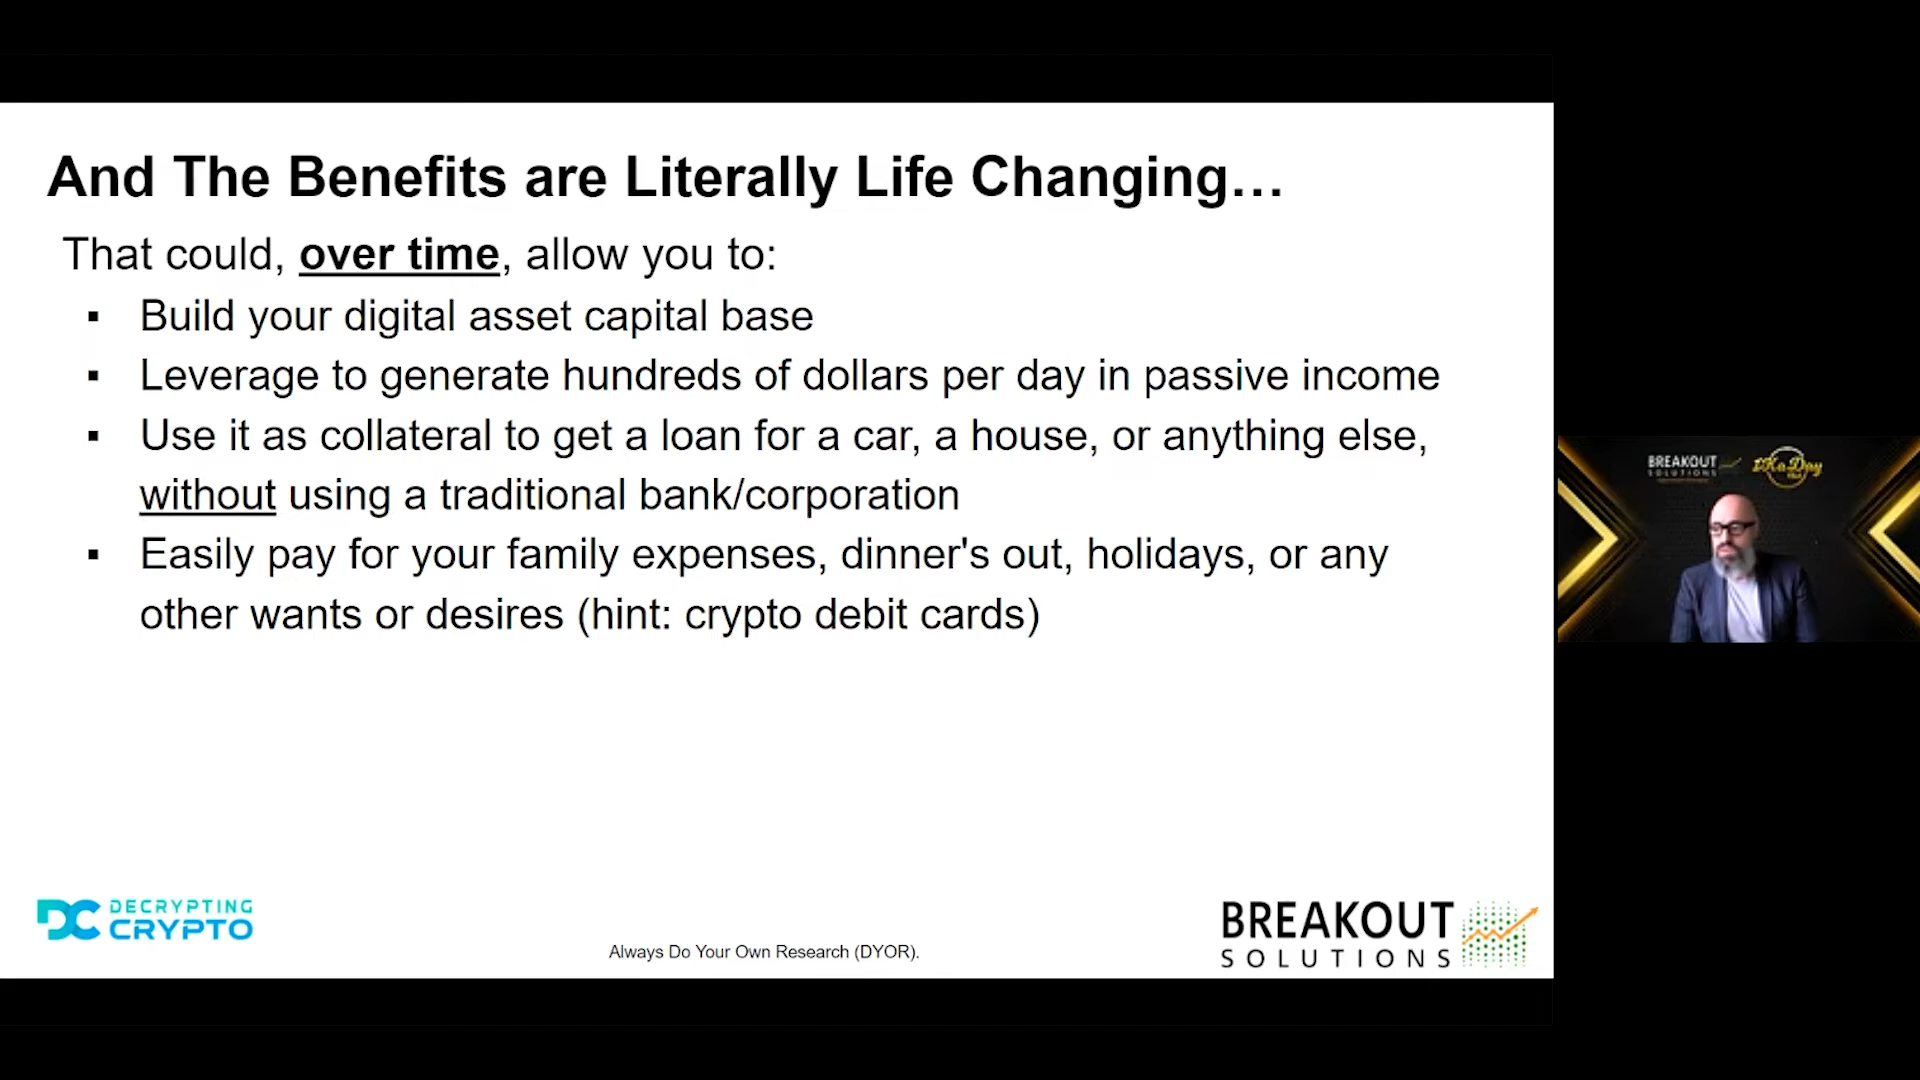 And The Benefits are Literally Life Changing…
That could, over time, allow you to:
▪ Build your digital asset capital base
▪ Leverage to generate hundreds of dollars per day in passive income
▪ Use it as collateral to get a loan for a car, a house, or anything else,
without using a traditional bank/corporation
▪ Easily pay for your family expenses, dinner's out, holidays, or any
other wants or desires (hint: crypto debit cards)
BREAKOUT
SOLUTIONS
1K a Day
DC DECRYPTING
CRYPTO
Always Do Your Own Research (DYOR).
BREAKOUT
SOLUTIONS